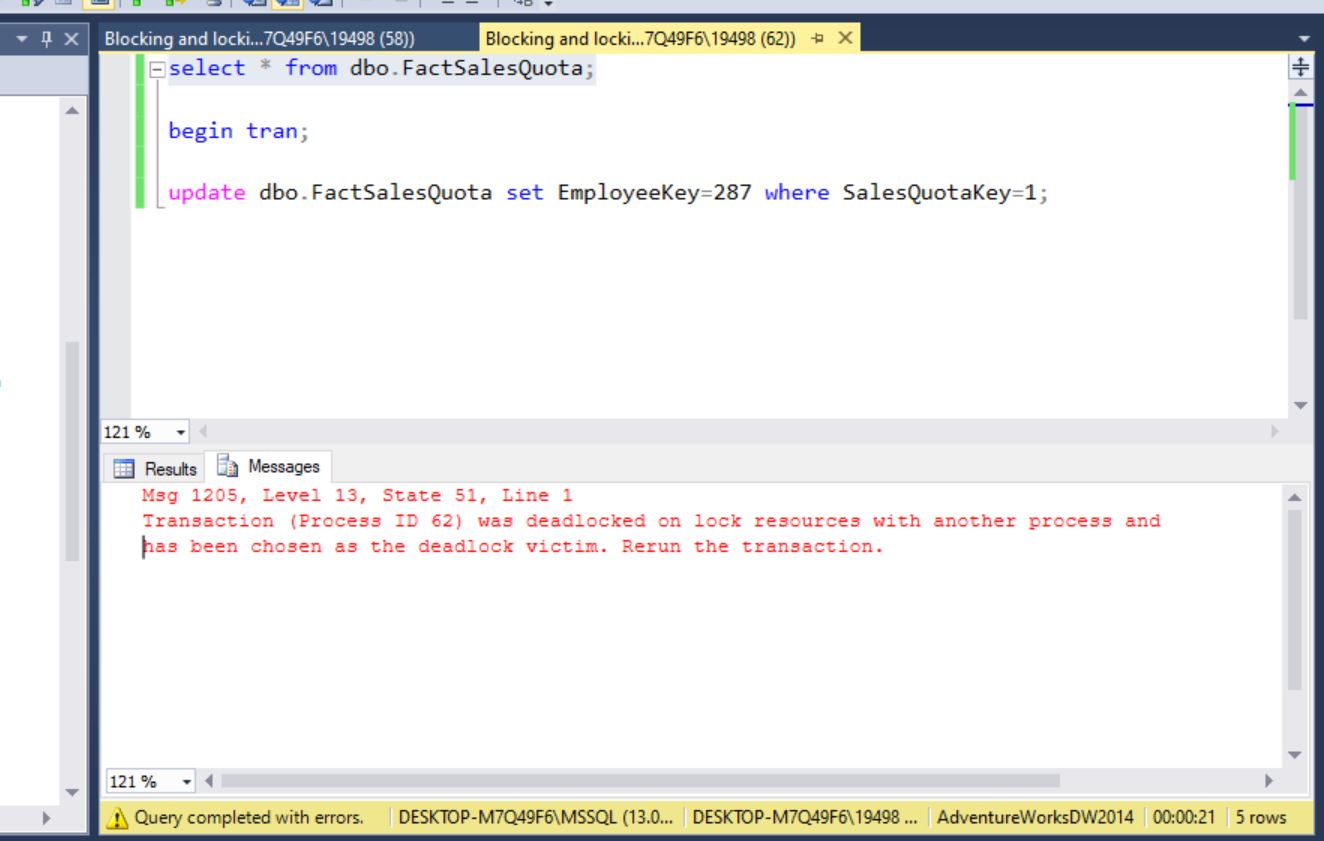 Blocking and locki...7Q49F6\19498 (58)) Blocking and locki...7Q49F6\19498 (62))
select * from dbo.FactSalesQuota;
begin tran;
update dbo.FactSalesQuota set EmployeeKey=287 where SalesQuotaKey=1;
121 %
Results Messages
Msg 1205, Level 13, State 51, Line 1
Transaction (Process ID 62) was deadlocked on lock resources with another process and
has been chosen as the deadlock victim. Rerun the transaction.
121 %
Query completed with errors. DESKTOP-M7Q49F6\MSSQL (13.0... DESKTOP-M7Q49F6\19498 ... AdventureWorksDW2014 00:00:21 5 rows